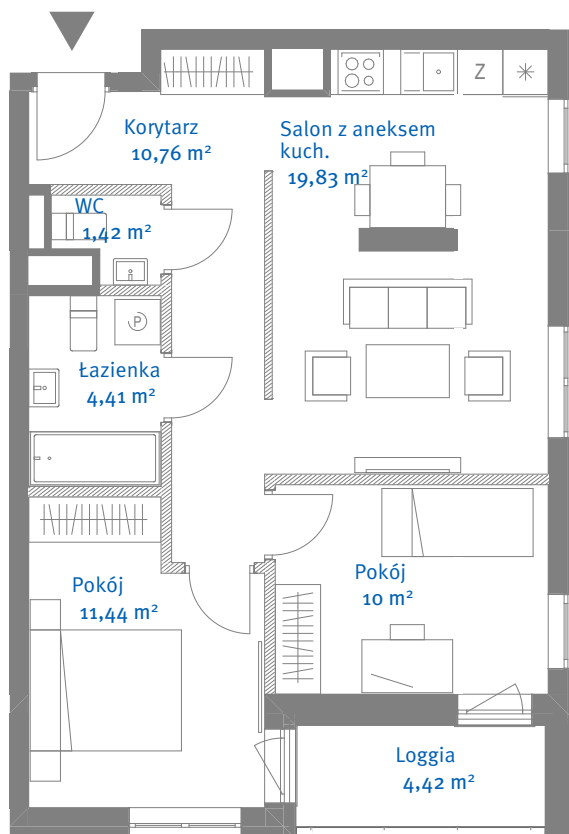 Korytarz
10,76 m²
Salon z aneksem
kuch.
19,83 m²
Z
WC
1,42 m²
P
Łazienka
4,41 m²
Pokój
11,44 m²
Pokój
10 m²
Loggia
4,42 m²